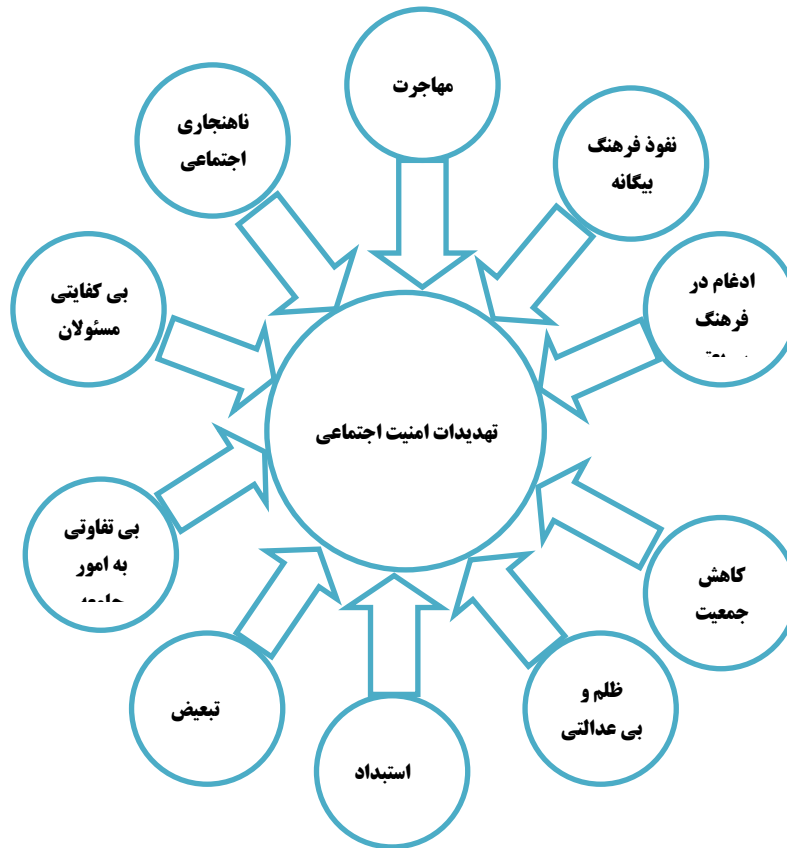 مهاجرت
نفوذ فرهنگ
بیگانه
ادغام در
فرهنگ
کاهش
جمعیت
ظلم و
بی عدالتی
استبداد
تبعیض
بی تفاوتی
به امور
بی کفایتی
مسئولان
ناهنجاری
اجتماعی
تهدیدات امنیت اجتماعی